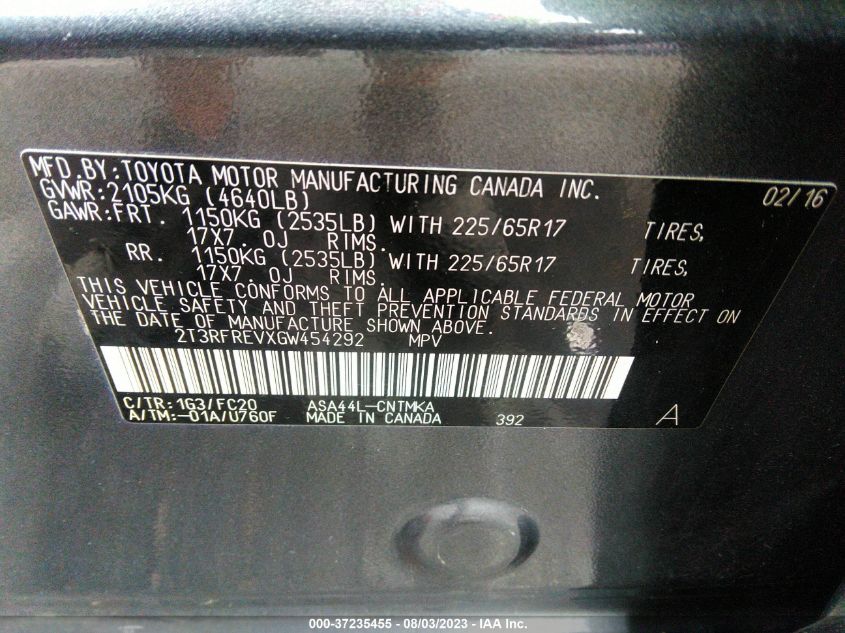 MFD.BY:TOYOTA MOTOR MANUFACTURING CANADA INC. 02/16
GVWR:2105KG (4640LB)
GAWR:FRT. 1150KG (2535LB) WITH 225/65R17 TIRES,
17X7. 0J RIMS.
RR. 1150KG (2535LB) WITH 225/65R17 TIRES,
17X7. 0J RIMS.
THIS VEHICLE CONFORMS TO ALL APPLICABLE FEDERAL MOTOR
VEHICLE SAFETY AND THEFT PREVENTION STANDARDS IN EFFECT ON
THE DATE OF MANUFACTURE SHOWN ABOVE.
2T3RFREVXGW454292 MPV
C/TR:1G3/FC20 ASA44L-CNTMKA A
A/TM:-01A/U760F MADE IN CANADA 392
000-37235455 - 08/03/2023 - IAA Inc.